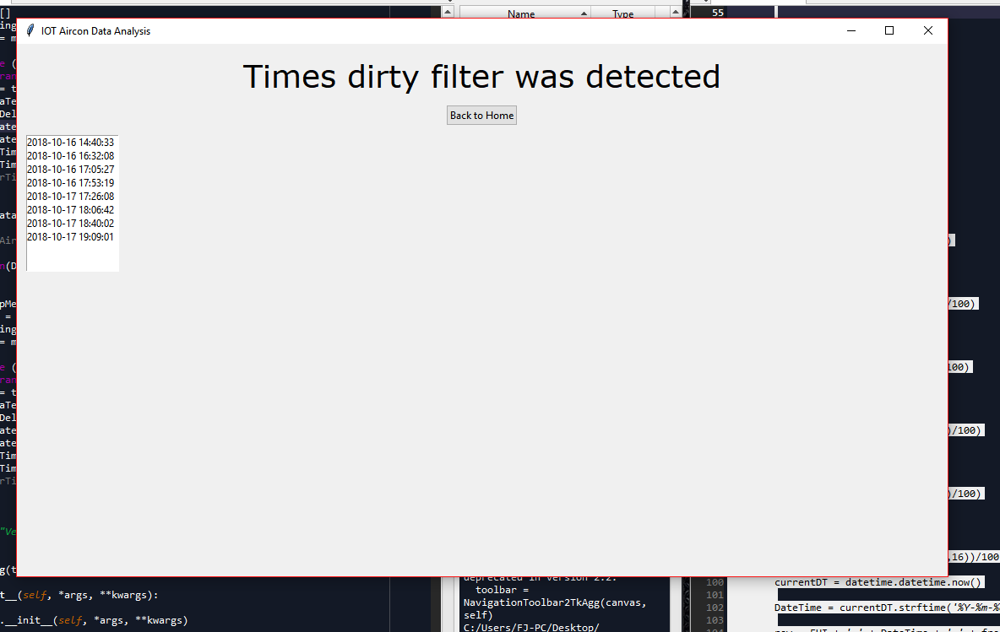 []
Name
Type
55
IOT Aircon Data Analysis
Times dirty filter was detected
Back to Home
2018-10-16 14:40:33
2018-10-16 16:32:08
2018-10-16 17:05:27
2018-10-16 17:53:19
2018-10-17 17:26:08
2018-10-17 18:06:42
2018-10-17 18:40:02
2018-10-17 19:09:01
/100)
)/100)
)/100)
,16))/100
t__(self, *args, **kwargs):
.__init__(self, *args, **kwargs)
deprecated in version 2.2.
toolbar =
NavigationToolbar2TkAgg(canvas,
self)
C:/Users/FJ-PC/Desktop/
100
currentDT = datetime.datetime.now()
101
102
DateTime = currentDT.strftime('%Y-%m-%
103